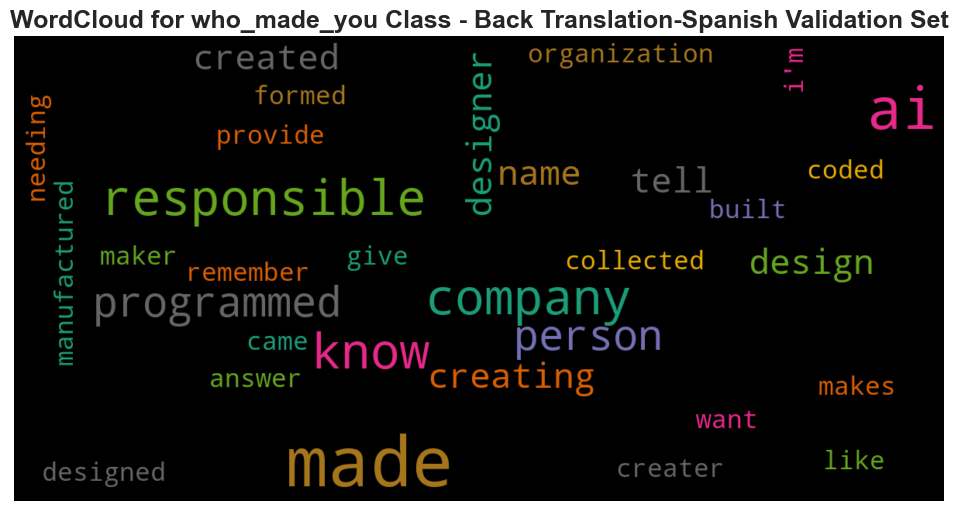 WordCloud for who_made_you Class - Back Translation-Spanish Validation Set
created
organization
i'm
formed
ai
needing
provide
designer
name
tell
coded
responsible
built
manufactured
maker
give
collected
design
remember
programmed
company
came
know
person
answer
creating
makes
want
made
designed
creater
like